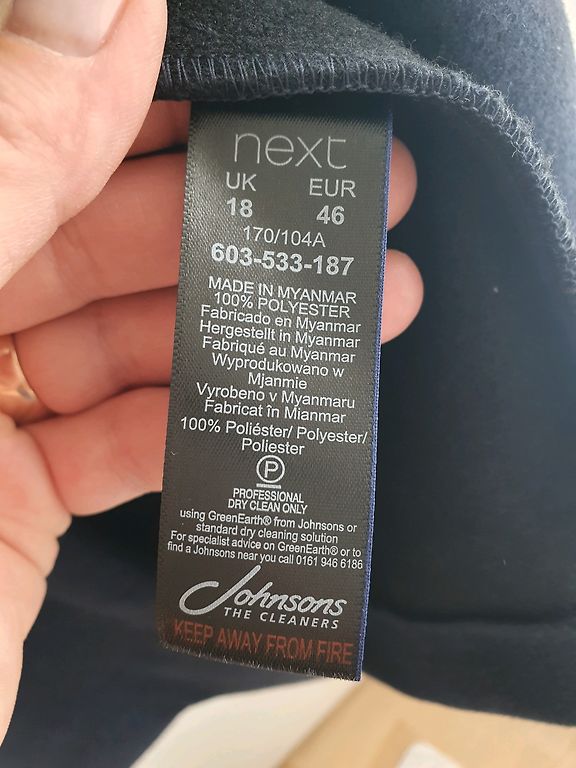 next
UK EUR
18 46
170/104A
603-533-187
MADE IN MYANMAR
100% POLYESTER
Fabricado en Myanmar
Hergestellt in Myanmar
Fabriqué au Myanmar
Wyprodukowano w
Mjanmie
Vyrobeno v Myanmaru
Fabricat în Mianmar
100% Poliéster/ Polyester/
Poliester
P
PROFESSIONAL
DRY CLEAN ONLY
using GreenEarth® from Johnsons or
standard dry cleaning solution
For specialist advice on GreenEarth® or to
find a Johnsons near you call 0161 946 6186
Johnsons
THE CLEANERS
KEEP AWAY FROM FIRE